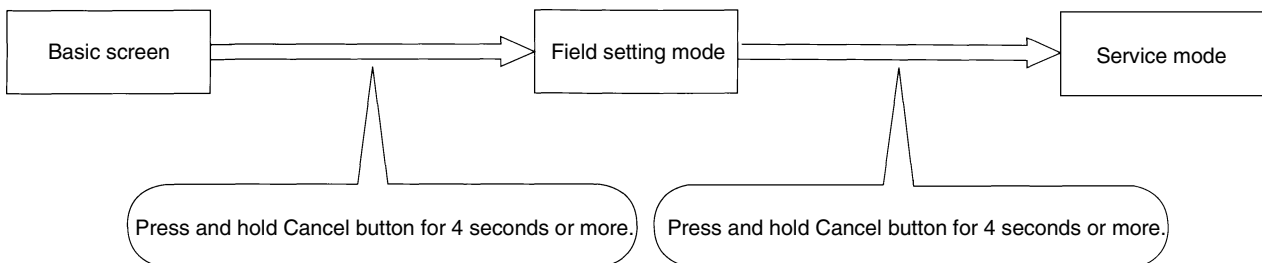 Basic screen
Field setting mode
Service mode
Press and hold Cancel button for 4 seconds or more.
Press and hold Cancel button for 4 seconds or more.